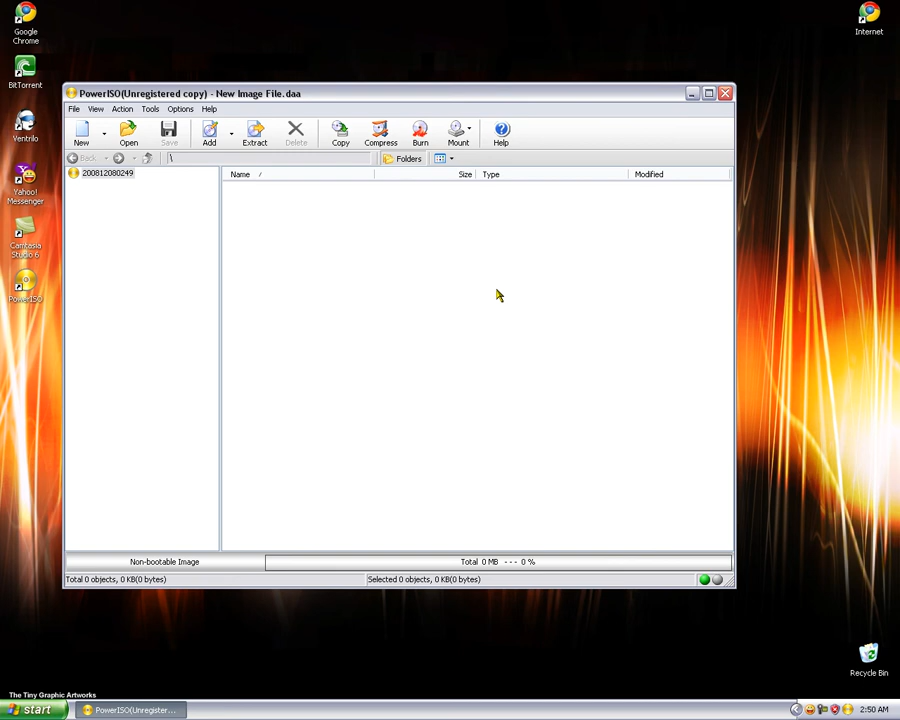 Google
Chrome
BitTorrent
Ventrilo
Yahoo!
Messenger
Camtasia
Studio 6
PowerISO
Internet
PowerISO(Unregistered copy) - New Image File.daa
File View Action Tools Options Help
New Open Save Add Extract Delete Copy Compress Burn Mount Help
Back \ Folders
200812080249
Name / Size Type Modified
Non-bootable Image Total 0 MB --- 0 %
Total 0 objects, 0 KB(0 bytes) Selected 0 objects, 0 KB(0 bytes)
Recycle Bin
The Tiny Graphic Artworks
start PowerISO(Unregister... 2:50 AM